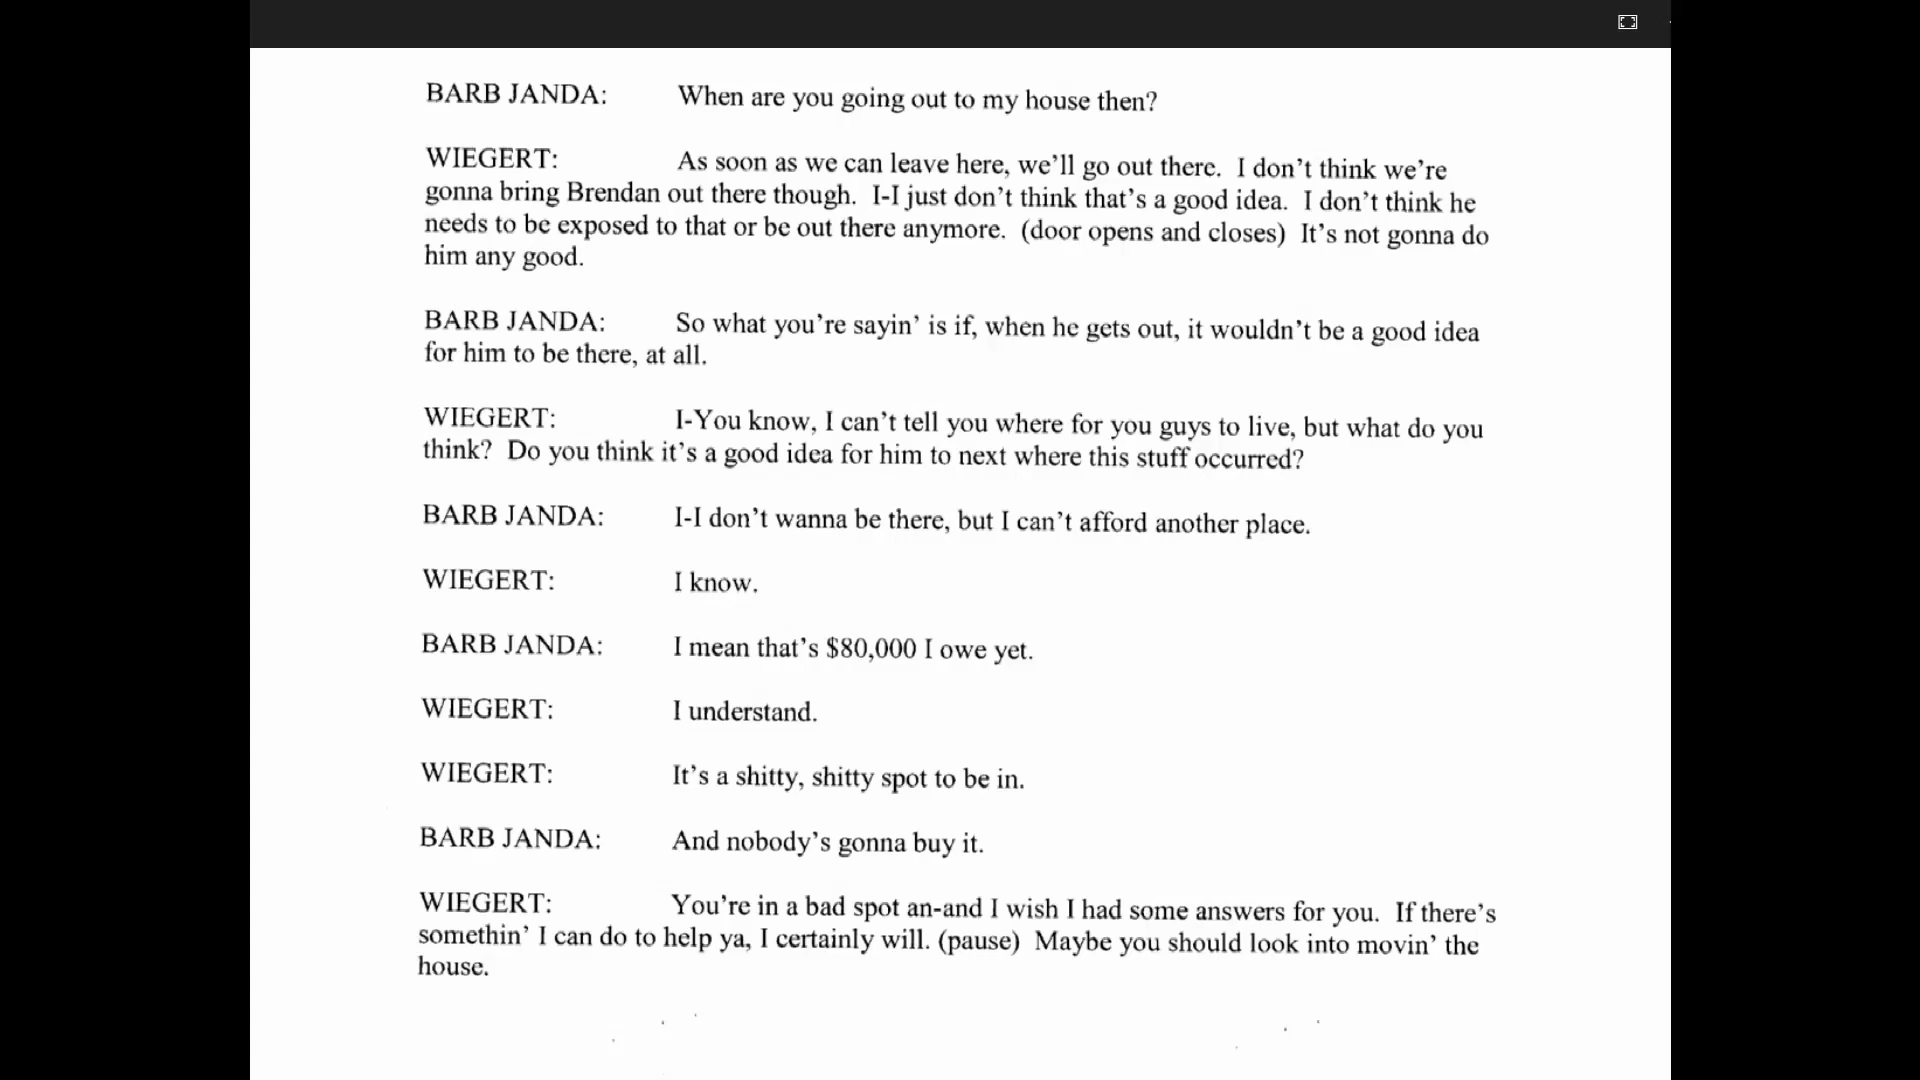 BARB JANDA: When are you going out to my house then?
WIEGERT: As soon as we can leave here, we'll go out there. I don't think we're
gonna bring Brendan out there though. I-I just don't think that's a good idea. I don't think he
needs to be exposed to that or be out there anymore. (door opens and closes) It's not gonna do
him any good.
BARB JANDA: So what you're sayin' is if, when he gets out, it wouldn't be a good idea
for him to be there, at all.
WIEGERT: I-You know, I can't tell you where for you guys to live, but what do you
think? Do you think it's a good idea for him to next where this stuff occurred?
BARB JANDA: I-I don't wanna be there, but I can't afford another place.
WIEGERT: I know.
BARB JANDA: I mean that's $80,000 I owe yet.
WIEGERT: I understand.
WIEGERT: It's a shitty, shitty spot to be in.
BARB JANDA: And nobody's gonna buy it.
WIEGERT: You're in a bad spot an-and I wish I had some answers for you. If there's
somethin' I can do to help ya, I certainly will. (pause) Maybe you should look into movin' the
house.